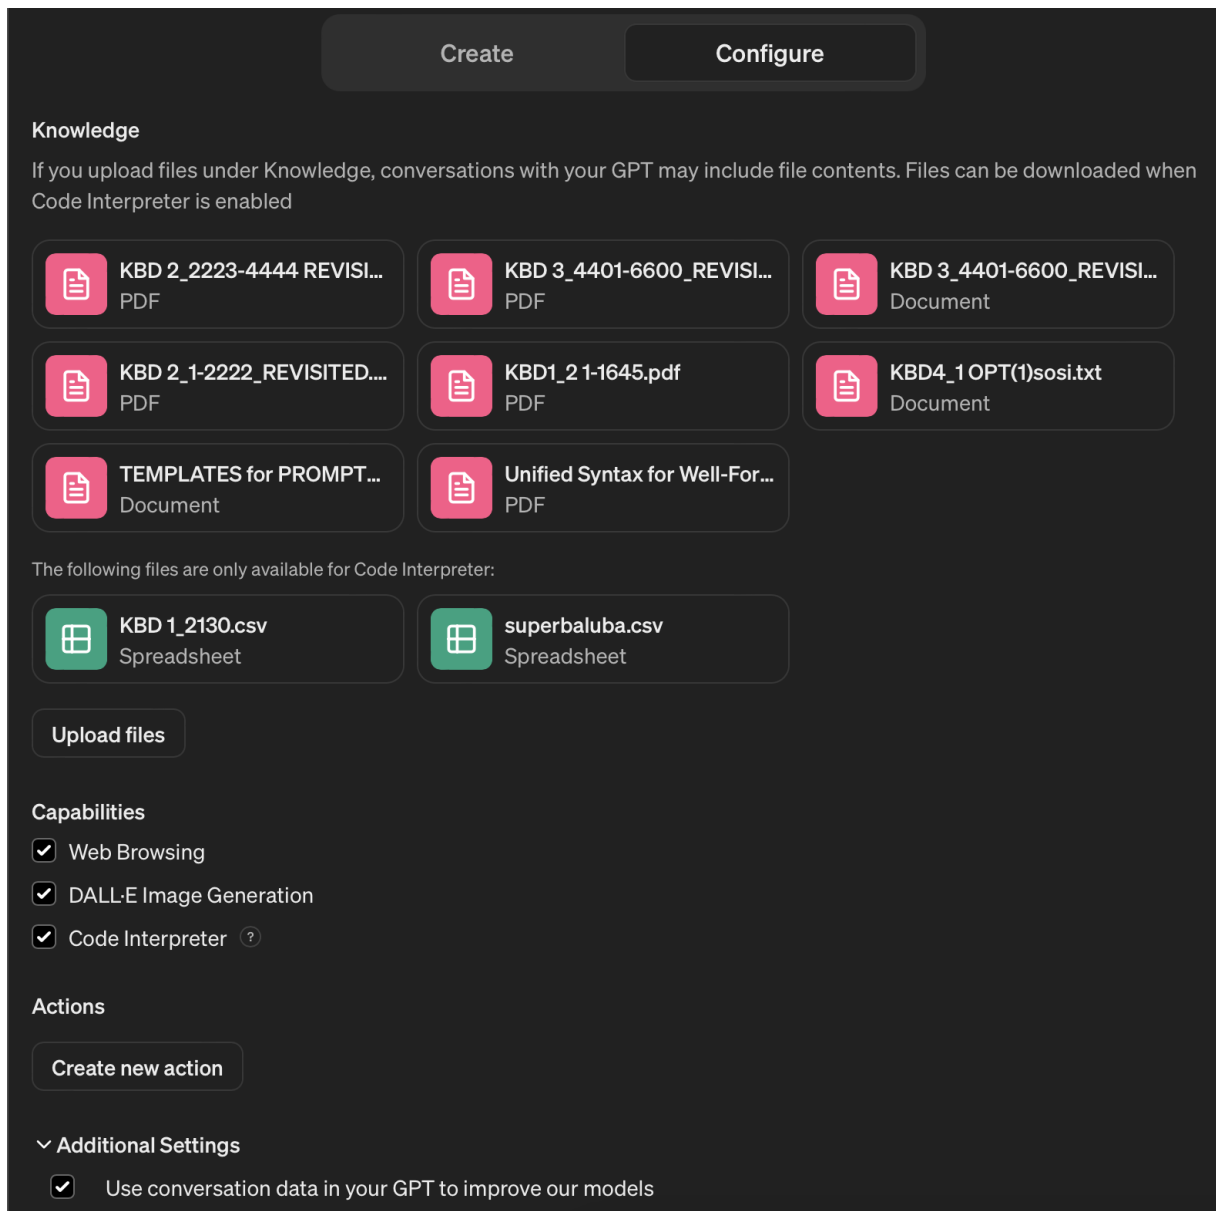 Create
Configure
Knowledge
If you upload files under Knowledge, conversations with your GPT may include file contents. Files can be downloaded when
Code Interpreter is enabled
KBD 2_2223-4444 REVISI...
PDF
KBD 3_4401-6600_REVISI...
PDF
KBD 3_4401-6600_REVISI...
Document
KBD 2_1-2222_REVISITED....
PDF
KBD1_2 1-1645.pdf
PDF
KBD4_1 OPT(1)sosi.txt
Document
TEMPLATES for PROMPT...
Document
Unified Syntax for Well-For...
PDF
The following files are only available for Code Interpreter:
KBD 1_2130.csv
Spreadsheet
superbaluba.csv
Spreadsheet
Upload files
Capabilities
Web Browsing
DALL·E Image Generation
Code Interpreter ?
Actions
Create new action
Additional Settings
Use conversation data in your GPT to improve our models